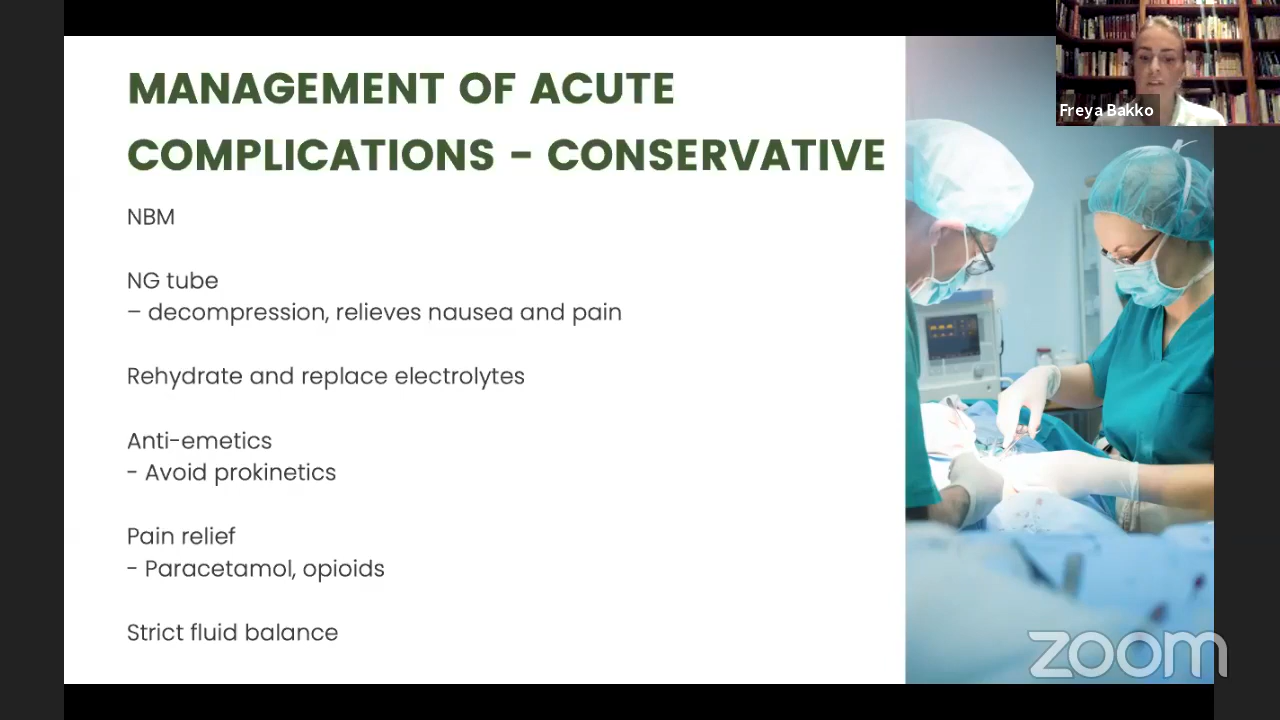 MANAGEMENT OF ACUTE
COMPLICATIONS - CONSERVATIVE
NBM
NG tube
– decompression, relieves nausea and pain
Rehydrate and replace electrolytes
Anti-emetics
- Avoid prokinetics
Pain relief
- Paracetamol, opioids
Strict fluid balance
Freya Bakko
zoom